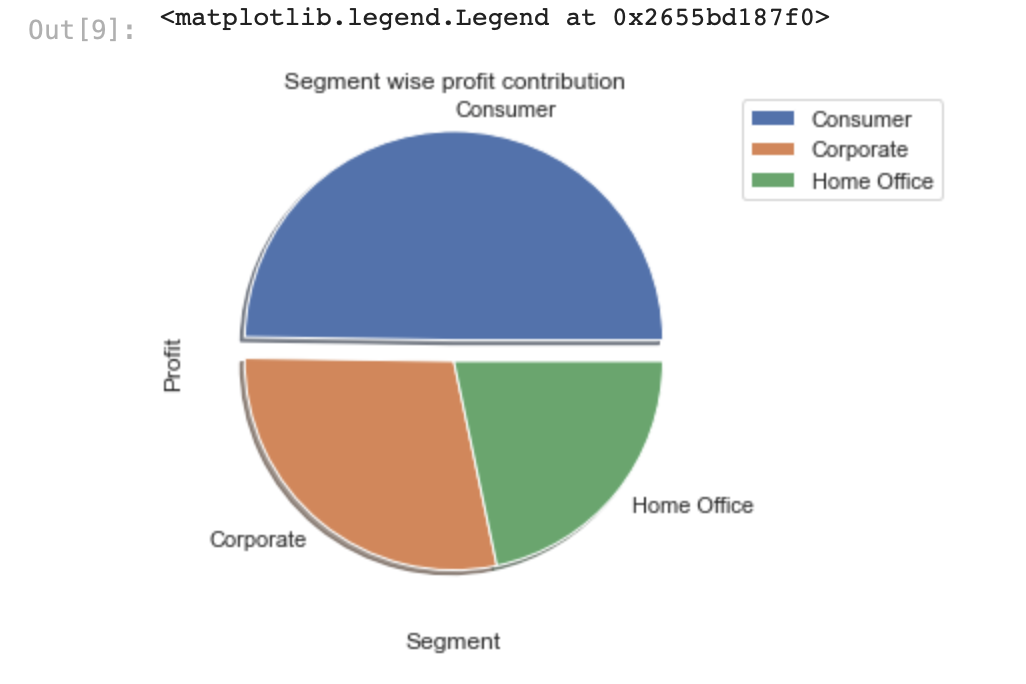 Out[9]: <matplotlib.legend.Legend at 0x2655bd187f0>
Segment wise profit contribution
Consumer
Consumer
Corporate
Home Office
Profit
Home Office
Corporate
Segment